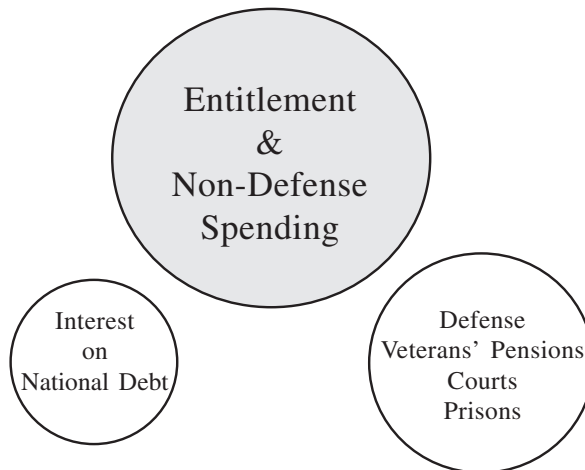 Entitlement
&
Non-Defense
Spending
Interest
on
National Debt
Defense
Veterans’ Pensions
Courts
Prisons